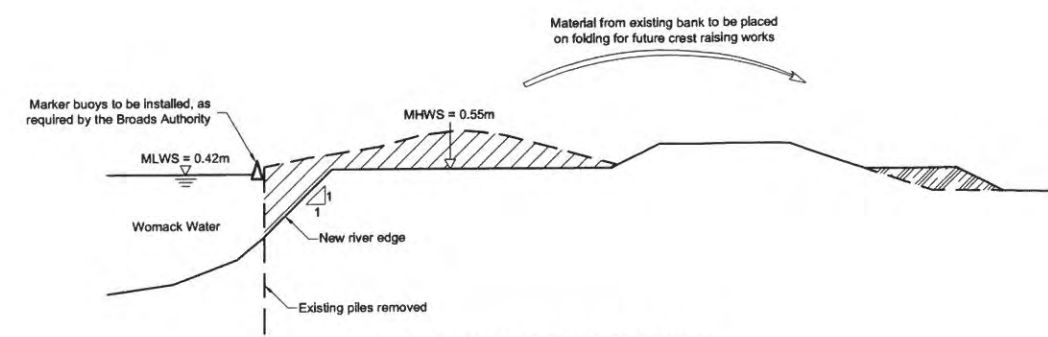 Material from existing bank to be placed
on folding for future crest raising works
Marker buoys to be installed, as
required by the Broads Authority
MHWS = 0.55m
MLWS = 0.42m
1
1
Womack Water
New river edge
Existing piles removed